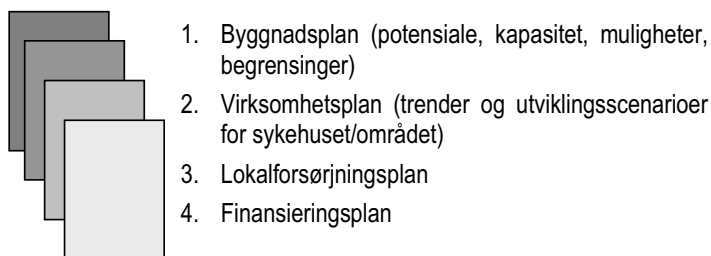 1. Byggnadsplan (potensiale, kapasitet, muligheter,
begrensinger)
2. Virksomhetsplan (trender og utviklingsscenarioer
for sykehuset/området)
3. Lokalforsørjningsplan
4. Finansieringsplan